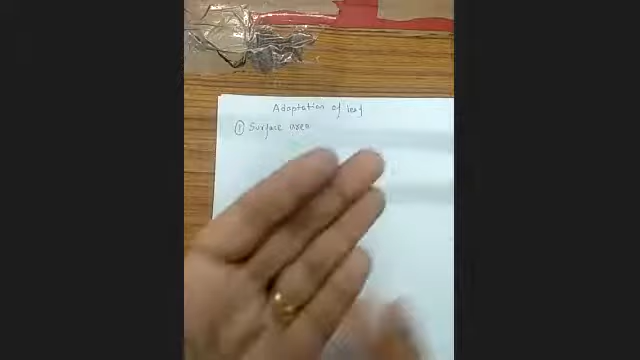 Adaptation of leaf
① Surface area